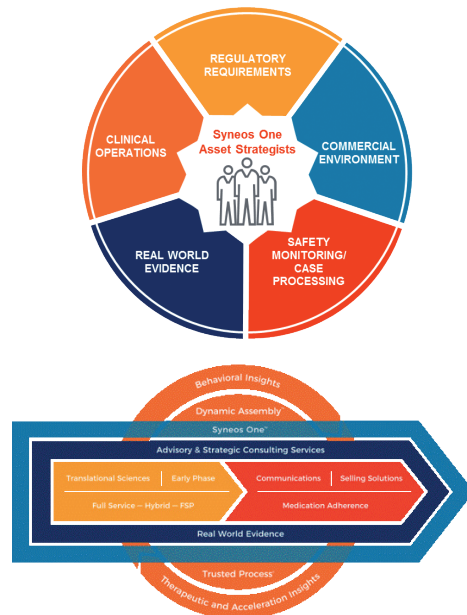 REGULATORY
REQUIREMENTS
CLINICAL
OPERATIONS
Syneos One
Asset Strategists
COMMERCIAL
ENVIRONMENT
REAL WORLD
EVIDENCE
SAFETY
MONITORING/
CASE
PROCESSING
Behavioral Insights
Dynamic Assembly
Syneos One™
Advisory & Strategic Consulting Services
Translational Sciences | Early Phase
Communications | Selling Solutions
Full Service — Hybrid — FSP
Medication Adherence
Real World Evidence
Trusted Process
Therapeutic and Acceleration Insights